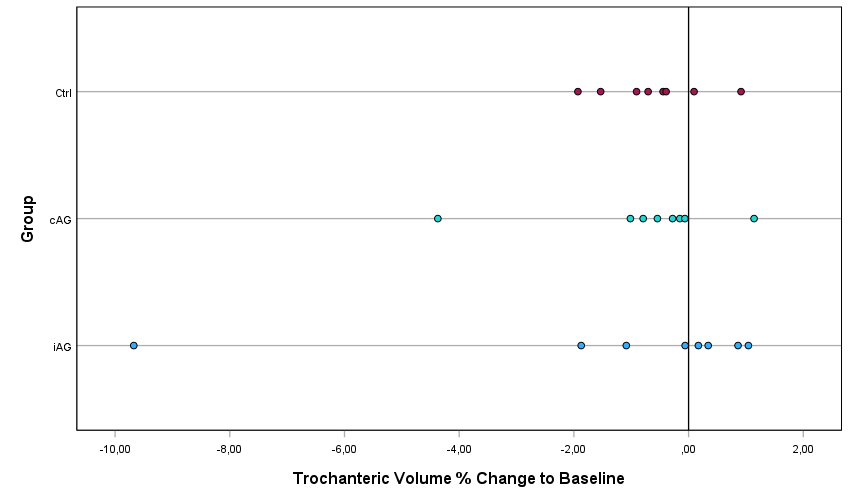 Group
Ctrl
cAG
iAG
-10,00 -8,00 -6,00 -4,00 -2,00 ,00 2,00
Trochanteric Volume % Change to Baseline